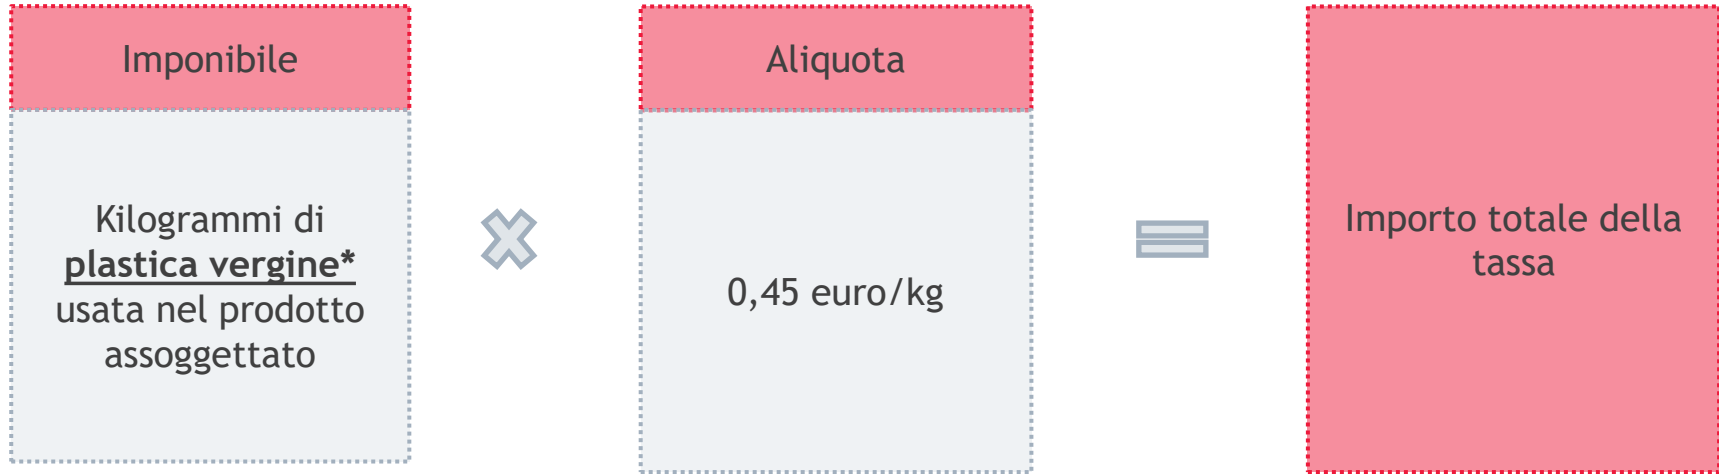 Imponibile
Kilogrammi di
plastica vergine*
usata nel prodotto
assoggettato
Aliquota
0,45 euro/kg
Importo totale della
tassa